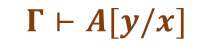 𝚪 ⊢ 𝑨[𝒚/𝒙]